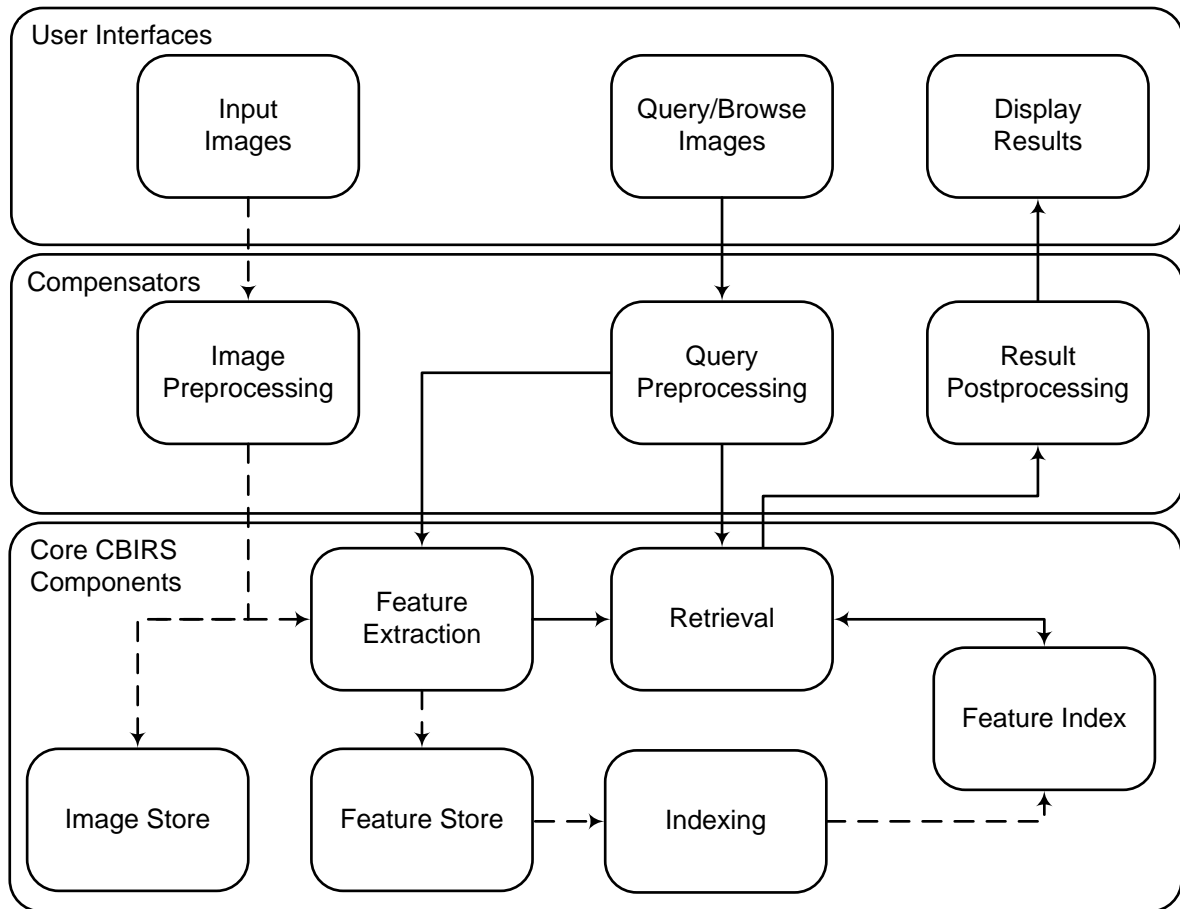 User Interfaces
Input
Images
Query/Browse
Images
Display
Results
Compensators
Image
Preprocessing
Query
Preprocessing
Result
Postprocessing
Core CBIRS
Components
Feature
Extraction
Retrieval
Feature Index
Image Store
Feature Store
Indexing